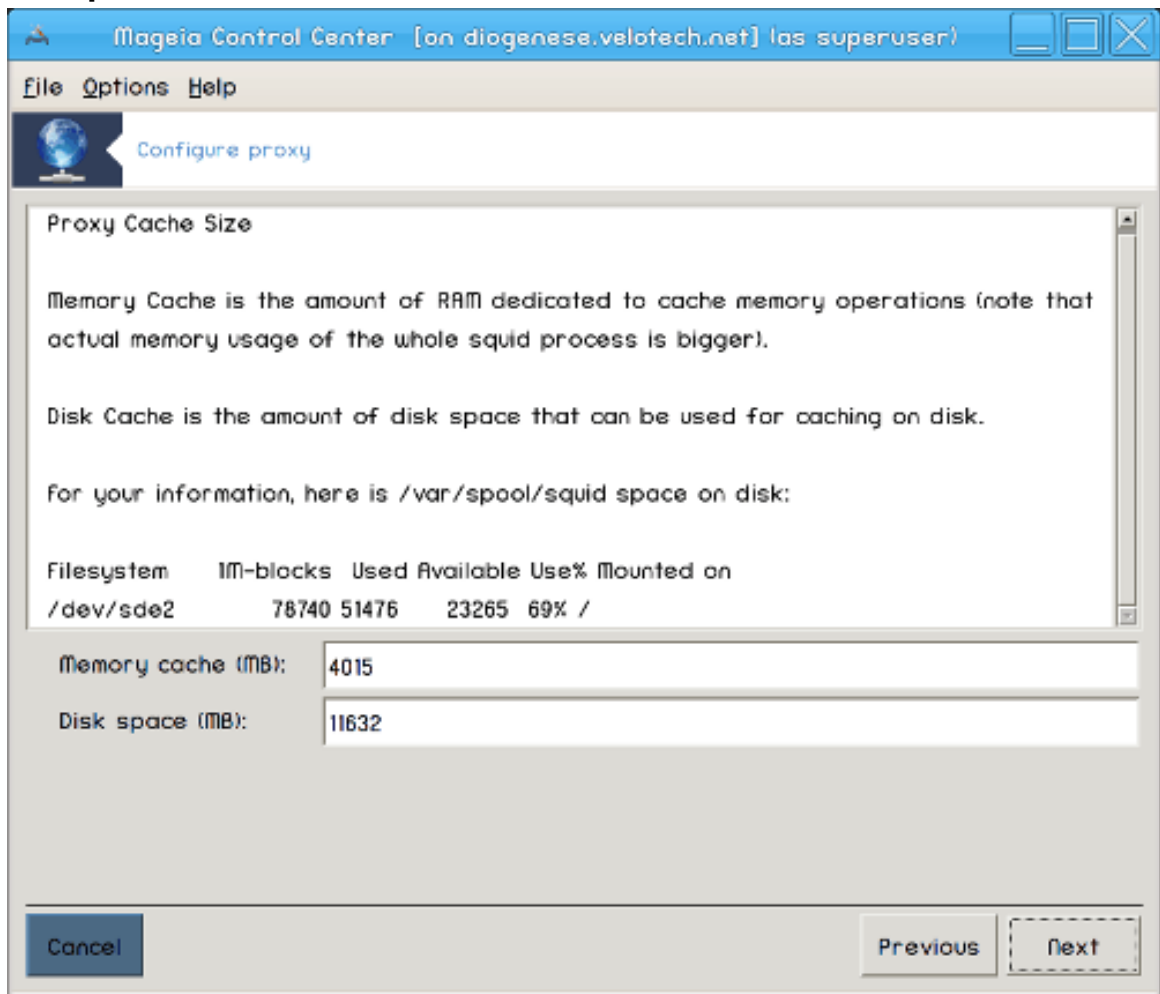 Mageia Control Center [on diogenese.velotech.net] (as superuser)
File Options Help
Configure proxy
Proxy Cache Size
Memory Cache is the amount of RAM dedicated to cache memory operations (note that
actual memory usage of the whole squid process is bigger).
Disk Cache is the amount of disk space that can be used for caching on disk.
For your information, here is /var/spool/squid space on disk:
Filesystem 1M-blocks Used Available Use% Mounted on
/dev/sde2 78740 51476 23265 69% /
Memory cache (MB): 4015
Disk space (MB): 11632
Cancel Previous Next